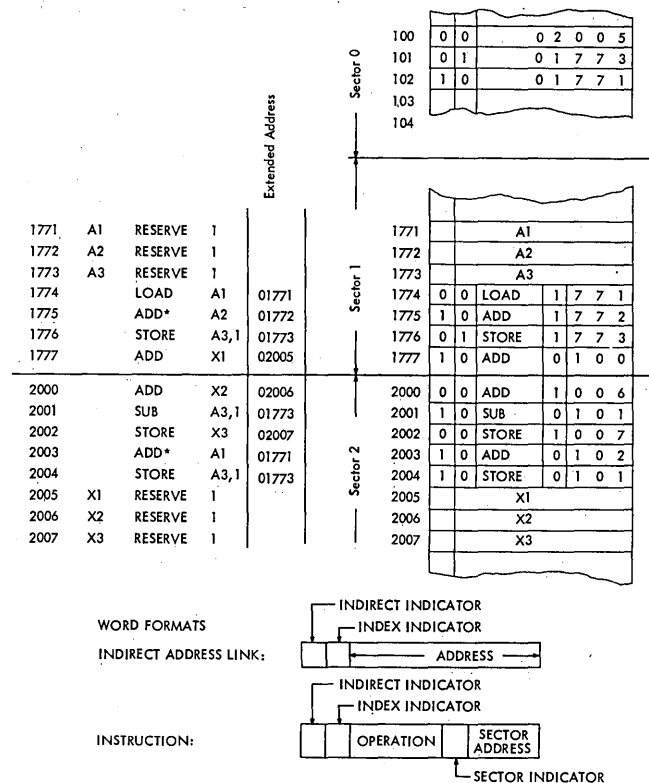 Extended Address
Sector 0
100 0 0 0 2 0 0 5
101 0 1 0 1 7 7 3
102 1 0 0 1 7 7 1
103
104
Sector 1
1771 A1 RESERVE 1
1772 A2 RESERVE 1
1773 A3 RESERVE 1
1774 LOAD A1 01771
1775 ADD* A2 01772
1776 STORE A3,1 01773
1777 ADD X1 02005
2000 ADD X2 02006
2001 SUB A3,1 01773
2002 STORE X3 02007
2003 ADD* A1 01771
2004 STORE A3,1 01773
2005 X1 RESERVE 1
2006 X2 RESERVE 1
2007 X3 RESERVE 1
1771 A1
1772 A2
1773 A3
1774 0 0 LOAD 1 7 7 1
1775 1 0 ADD 1 7 7 2
1776 0 1 STORE 1 7 7 3
1777 1 0 ADD 0 1 0 0
Sector 2
2000 0 0 ADD 1 0 0 6
2001 1 0 SUB 0 1 0 1
2002 0 0 STORE 1 0 0 7
2003 1 0 ADD 0 1 0 2
2004 1 0 STORE 0 1 0 1
2005 X1
2006 X2
2007 X3
WORD FORMATS
INDIRECT INDICATOR
INDEX INDICATOR
INDIRECT ADDRESS LINK: ADDRESS
INDIRECT INDICATOR
INDEX INDICATOR
INSTRUCTION: OPERATION SECTOR ADDRESS
SECTOR INDICATOR